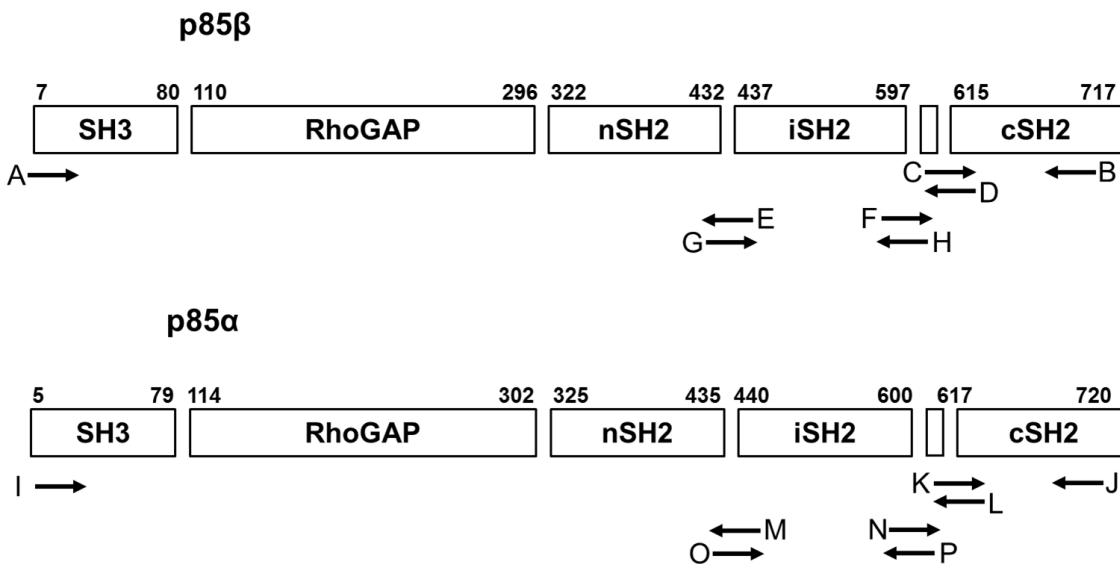 p85β
7 80 110 296 322 432 437 597 615 717
SH3 RhoGAP nSH2 iSH2 cSH2
A C B
D
E F
G H
p85α
5 79 114 302 325 435 440 600 617 720
SH3 RhoGAP nSH2 iSH2 cSH2
I K J
L
M N
O P